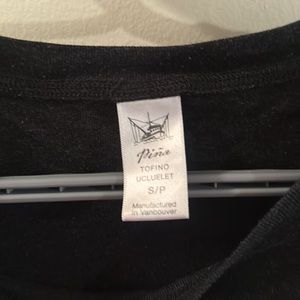 Piña
TOFINO
UCLUELET
S/P
Manufactured
in Vancouver